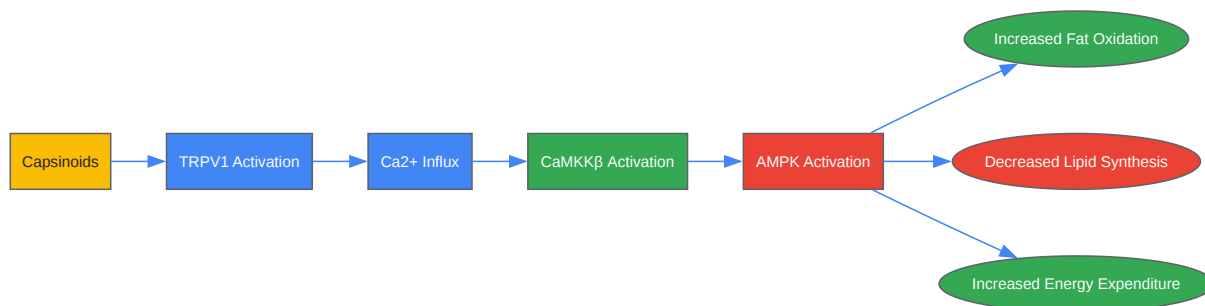 Increased Fat Oxidation
Capsinoids
TRPV1 Activation
Ca2+ Influx
CaMKKβ Activation
AMPK Activation
Decreased Lipid Synthesis
Increased Energy Expenditure